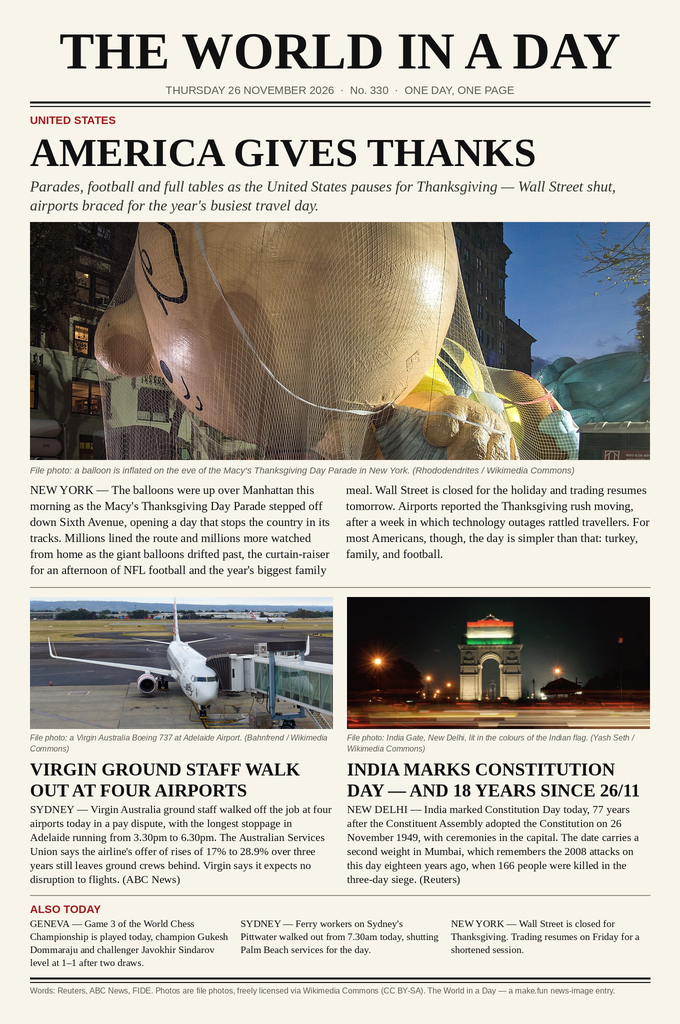 THE WORLD IN A DAY
THURSDAY 26 NOVEMBER 2026 · No. 330 · ONE DAY, ONE PAGE
UNITED STATES
AMERICA GIVES THANKS
Parades, football and full tables as the United States pauses for Thanksgiving — Wall Street shut,
airports braced for the year's busiest travel day.
File photo: a balloon is inflated on the eve of the Macy's Thanksgiving Day Parade in New York. (Rhododendrites / Wikimedia Commons)
NEW YORK — The balloons were up over Manhattan this
morning as the Macy's Thanksgiving Day Parade stepped off
down Sixth Avenue, opening a day that stops the country in its
tracks. Millions lined the route and millions more watched
from home as the giant balloons drifted past, the curtain-raiser
for an afternoon of NFL football and the year's biggest family
meal. Wall Street is closed for the holiday and trading resumes
tomorrow. Airports reported the Thanksgiving rush moving,
after a week in which technology outages rattled travellers. For
most Americans, though, the day is simpler than that: turkey,
family, and football.
File photo: a Virgin Australia Boeing 737 at Adelaide Airport. (Bahnfrend / Wikimedia
Commons)
VIRGIN GROUND STAFF WALK
OUT AT FOUR AIRPORTS
SYDNEY — Virgin Australia ground staff walked off the job at four
airports today in a pay dispute, with the longest stoppage in
Adelaide running from 3.30pm to 6.30pm. The Australian Services
Union says the airline's offer of rises of 17% to 28.9% over three
years still leaves ground crews behind. Virgin says it expects no
disruption to flights. (ABC News)
File photo: India Gate, New Delhi, lit in the colours of the Indian flag. (Yash Seth /
Wikimedia Commons)
INDIA MARKS CONSTITUTION
DAY — AND 18 YEARS SINCE 26/11
NEW DELHI — India marked Constitution Day today, 77 years
after the Constituent Assembly adopted the Constitution on 26
November 1949, with ceremonies in the capital. The date carries a
second weight in Mumbai, which remembers the 2008 attacks on
this day eighteen years ago, when 166 people were killed in the
three-day siege. (Reuters)
ALSO TODAY
GENEVA — Game 3 of the World Chess
Championship is played today, champion Gukesh
Dommaraju and challenger Javokhir Sindarov
level at 1–1 after two draws.
SYDNEY — Ferry workers on Sydney's
Pittwater walked out from 7.30am today, shutting
Palm Beach services for the day.
NEW YORK — Wall Street is closed for
Thanksgiving. Trading resumes on Friday for a
shortened session.
Words: Reuters, ABC News, FIDE. Photos are file photos, freely licensed via Wikimedia Commons (CC BY-SA). The World in a Day — a make.fun news-image entry.